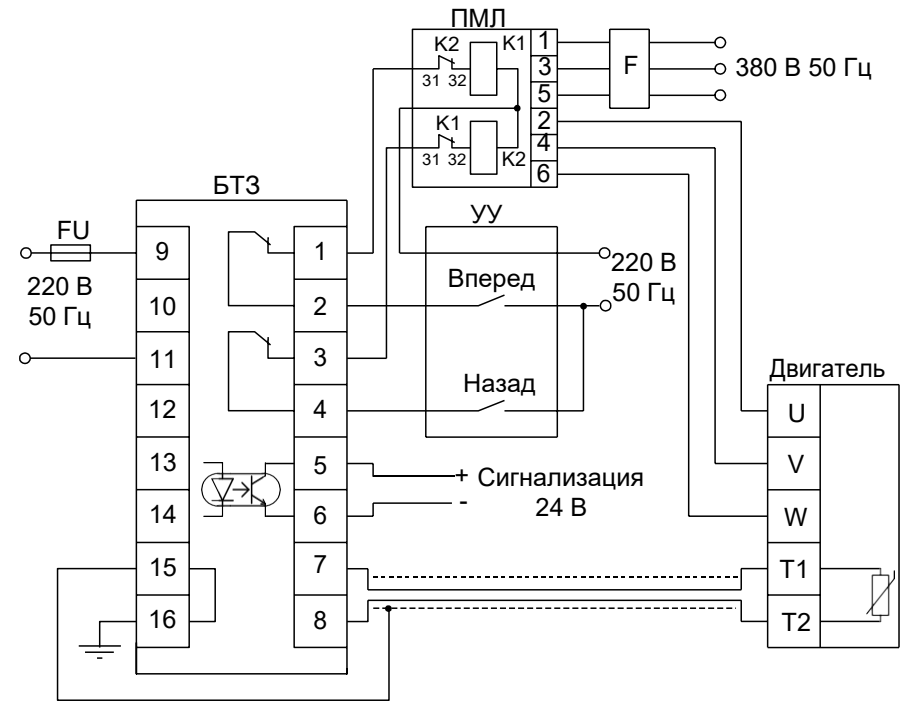 ПМЛ
K2
K1
1
31 32
3
F
380 В 50 Гц
5
2
K1
4
31 32
K2
6
БТЗ
УУ
FU
9
1
220 В
50 Гц
220 В
50 Гц
Вперед
10
2
11
3
Двигатель
Назад
12
4
U
13
5
+ Сигнализация
V
14
6
-
24 В
W
15
7
T1
16
8
T2